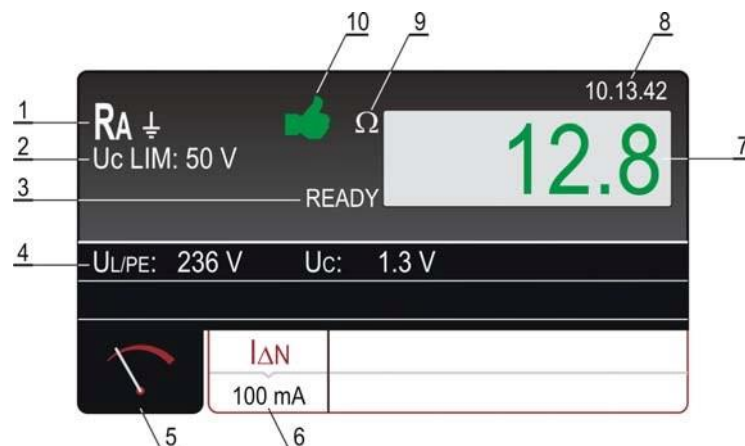 10 9 8
10.13.42
1 RA Ω
2 Uc LIM: 50 V
12.8 7
3 READY
4 UL/PE: 236 V Uc: 1.3 V
IΔN
100 mA
5 6